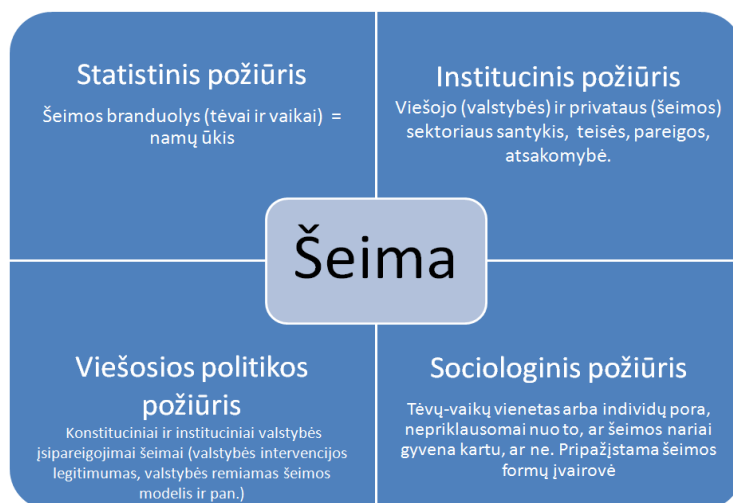 Statistinis požiūris
Šeimos branduolys (tėvai ir vaikai) =
namų ūkis
Institucinis požiūris
Viešojo (valstybės) ir privataus (šeimos)
sektoriaus santykis, teisės, pareigos,
atsakomybė.
Šeima
Viešosios politikos
požiūris
Konstituciniai ir instituciniai valstybės
įsipareigojimai šeimai (valstybės intervencijos
legitimumas, valstybės remiamas šeimos
modelis ir pan.)
Sociologinis požiūris
Tėvų-vaikų vienetas arba individų pora,
nepriklausomai nuo to, ar šeimos nariai
gyvena kartu, ar ne. Pripažįstama šeimos
formų įvairovė